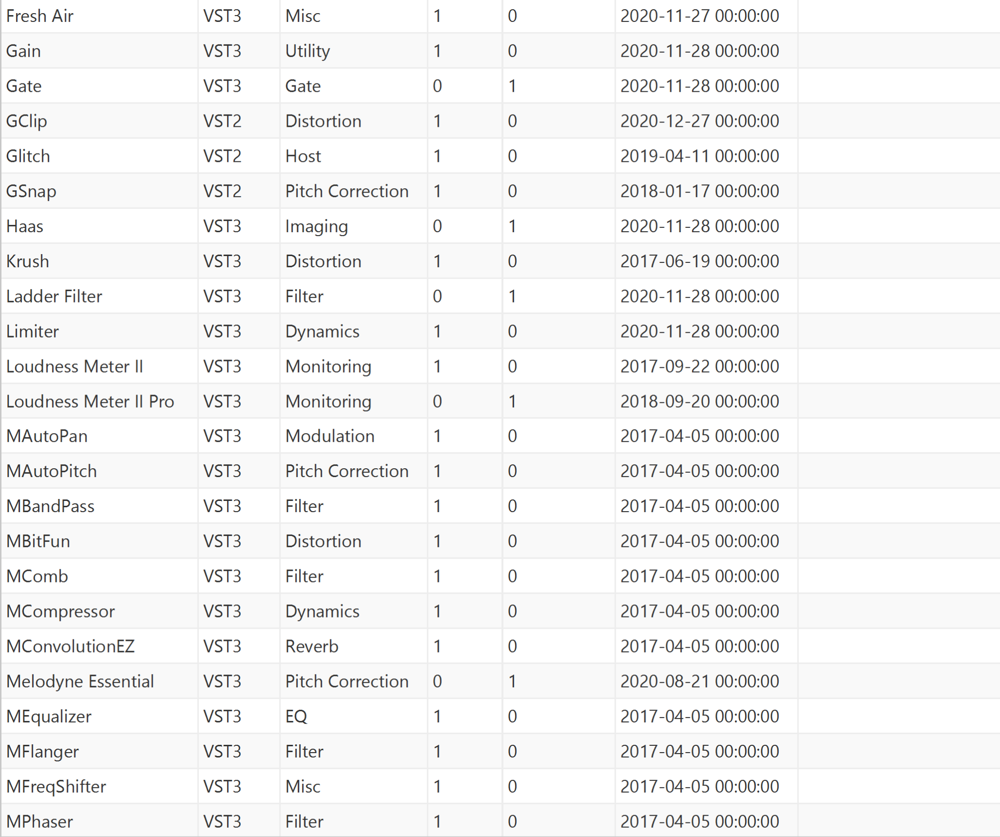 Fresh Air VST3 Misc 1 0 2020-11-27 00:00:00
Gain VST3 Utility 1 0 2020-11-28 00:00:00
Gate VST3 Gate 0 1 2020-11-28 00:00:00
GClip VST2 Distortion 1 0 2020-12-27 00:00:00
Glitch VST2 Host 1 0 2019-04-11 00:00:00
GSnap VST2 Pitch Correction 1 0 2018-01-17 00:00:00
Haas VST3 Imaging 0 1 2020-11-28 00:00:00
Krush VST3 Distortion 1 0 2017-06-19 00:00:00
Ladder Filter VST3 Filter 0 1 2020-11-28 00:00:00
Limiter VST3 Dynamics 1 0 2020-11-28 00:00:00
Loudness Meter II VST3 Monitoring 1 0 2017-09-22 00:00:00
Loudness Meter II Pro VST3 Monitoring 0 1 2018-09-20 00:00:00
MAutoPan VST3 Modulation 1 0 2017-04-05 00:00:00
MAutoPitch VST3 Pitch Correction 1 0 2017-04-05 00:00:00
MBandPass VST3 Filter 1 0 2017-04-05 00:00:00
MBitFun VST3 Distortion 1 0 2017-04-05 00:00:00
MComb VST3 Filter 1 0 2017-04-05 00:00:00
MCompressor VST3 Dynamics 1 0 2017-04-05 00:00:00
MConvolutionEZ VST3 Reverb 1 0 2017-04-05 00:00:00
Melodyne Essential VST3 Pitch Correction 0 1 2020-08-21 00:00:00
MEqualizer VST3 EQ 1 0 2017-04-05 00:00:00
MFlanger VST3 Filter 1 0 2017-04-05 00:00:00
MFreqShifter VST3 Misc 1 0 2017-04-05 00:00:00
MPhaser VST3 Filter 1 0 2017-04-05 00:00:00